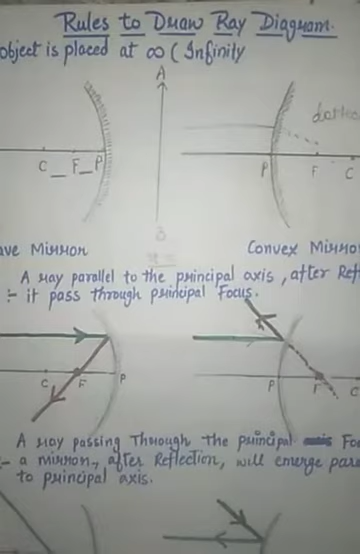 Rules to Draw Ray Diagram.
object is placed at ∞ (Infinity
A
dotted
C F P
P F C
B
ave Mirror Convex Mirror
A ray parallel to the principal axis, after Refl
:- it pass through principal Focus.
C F P
P F C
A ray passing Through the principal Foc
:- a mirror, after Reflection, will emerge para
to principal axis.